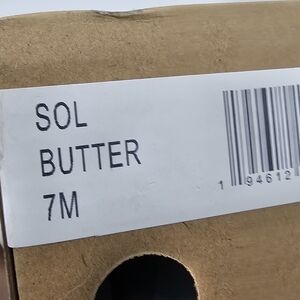 SOL
BUTTER
7M
1 94612